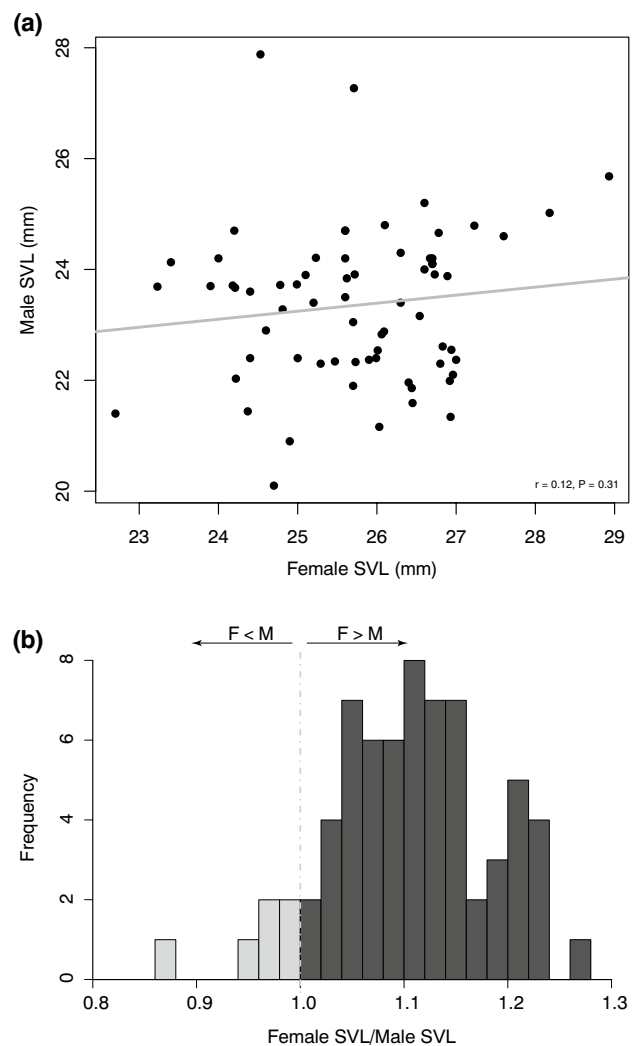 (a)
28
26
24
22
20
Male SVL (mm)
r = 0.12, P = 0.31
23 24 25 26 27 28 29
Female SVL (mm)
(b)
F < M F > M
8
6
4
2
0
Frequency
0.8 0.9 1.0 1.1 1.2 1.3
Female SVL/Male SVL